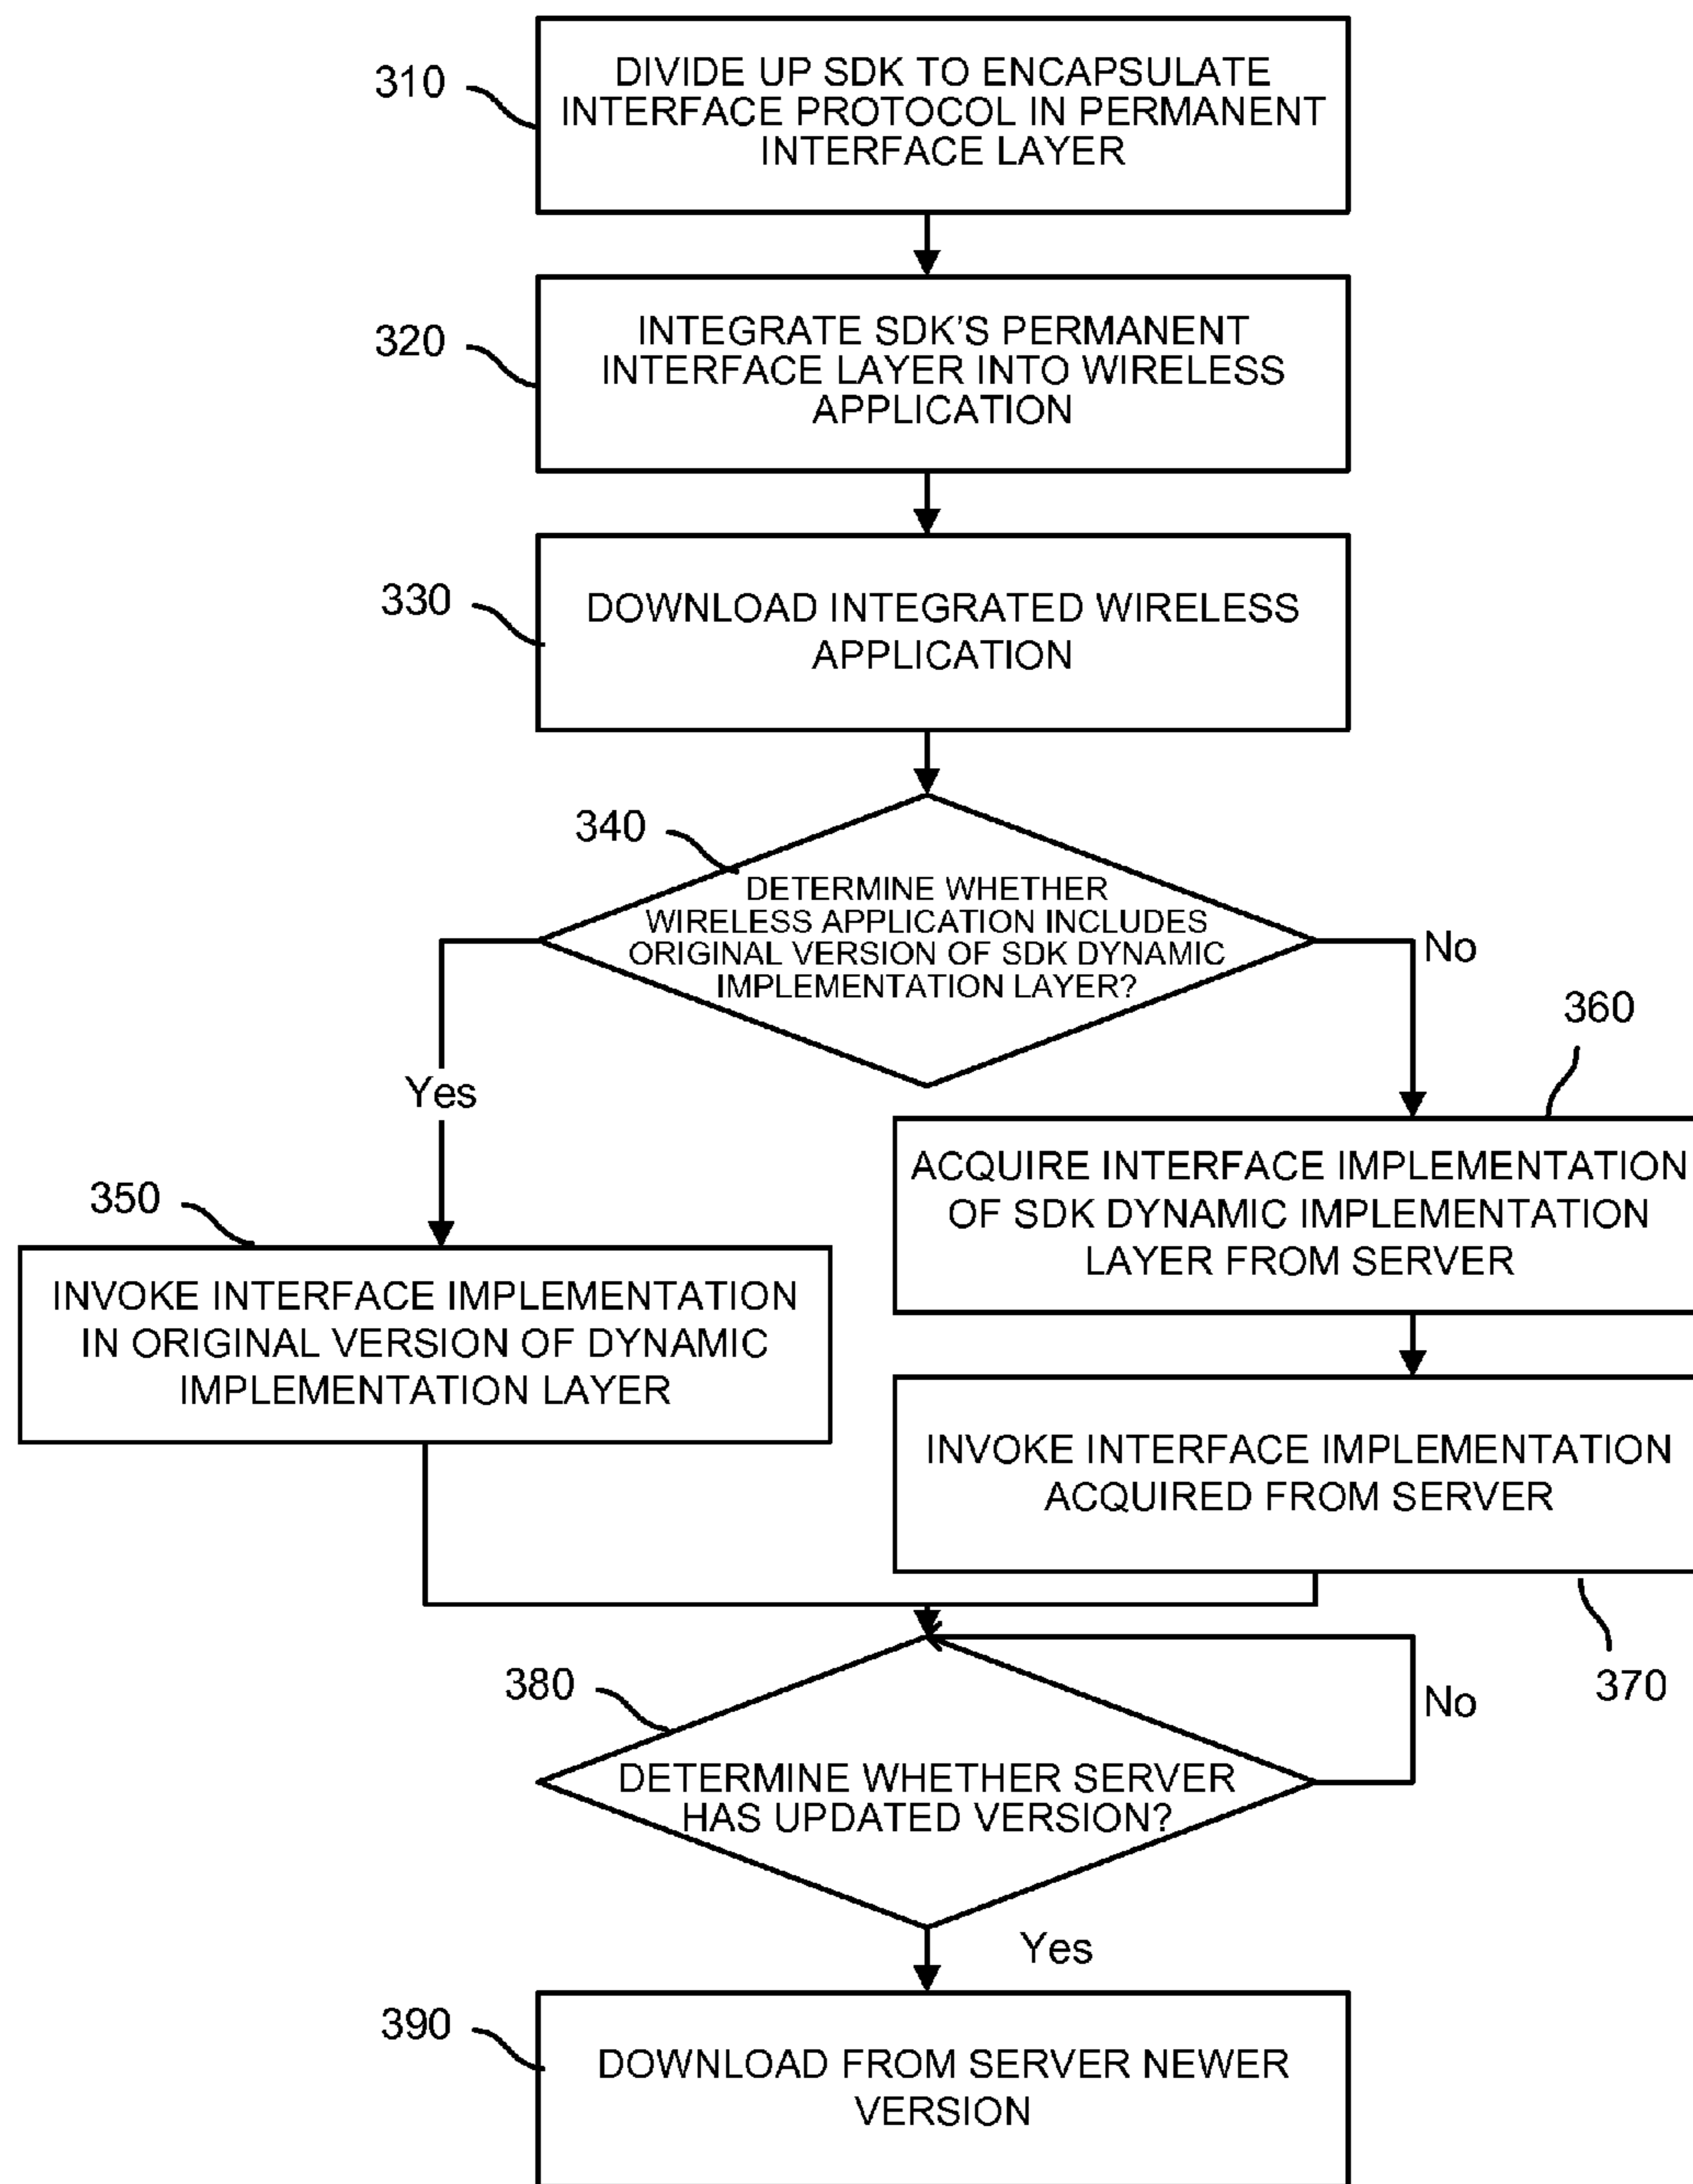 310
DIVIDE UP SDK TO ENCAPSULATE
INTERFACE PROTOCOL IN PERMANENT
INTERFACE LAYER
320
INTEGRATE SDK'S PERMANENT
INTERFACE LAYER INTO WIRELESS
APPLICATION
330
DOWNLOAD INTEGRATED WIRELESS
APPLICATION
340
DETERMINE WHETHER
WIRELESS APPLICATION INCLUDES
ORIGINAL VERSION OF SDK DYNAMIC
IMPLEMENTATION LAYER?
No
Yes
360
ACQUIRE INTERFACE IMPLEMENTATION
OF SDK DYNAMIC IMPLEMENTATION
LAYER FROM SERVER
350
INVOKE INTERFACE IMPLEMENTATION
IN ORIGINAL VERSION OF DYNAMIC
IMPLEMENTATION LAYER
INVOKE INTERFACE IMPLEMENTATION
ACQUIRED FROM SERVER
370
380
No
DETERMINE WHETHER SERVER
HAS UPDATED VERSION?
Yes
390
DOWNLOAD FROM SERVER NEWER
VERSION